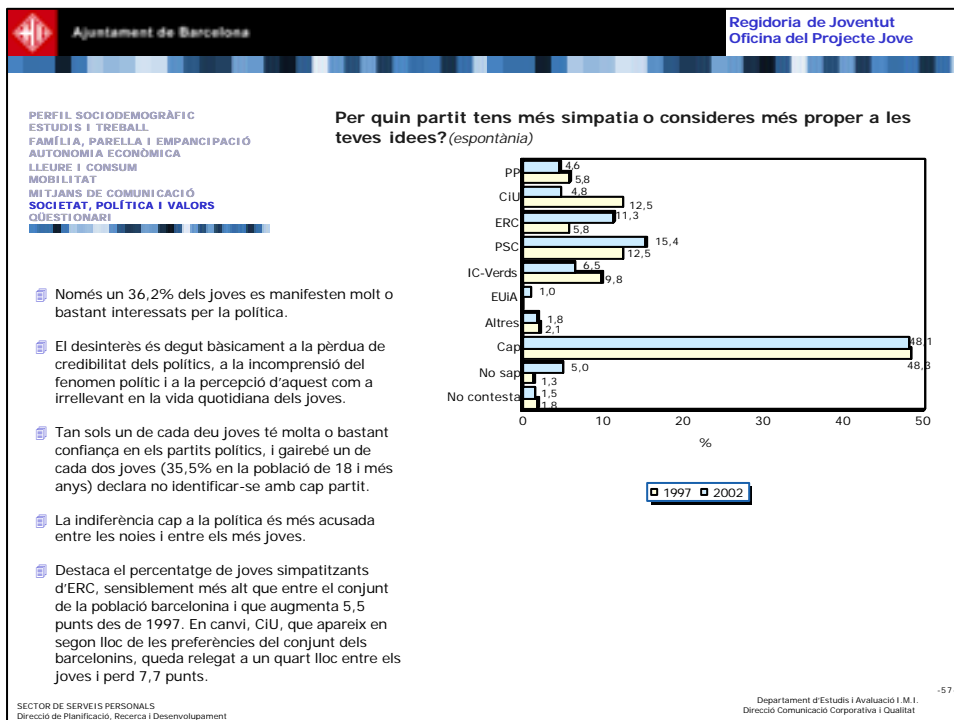 Ajuntament de Barcelona
Regidoria de Joventut
Oficina del Projecte Jove
PERFIL SOCIODEMOGRÀFIC
ESTUDIS I TREBALL
FAMÍLIA, PARELLA I EMPANCIPACIÓ
AUTONOMIA ECONÒMICA
LLEURE I CONSUM
MOBILITAT
MITJANS DE COMUNICACIÓ
SOCIETAT, POLÍTICA I VALORS
QÜESTIONARI
Per quin partit tens més simpatia o consideres més proper a les
teves idees? (espontània)
PP
4,6
5,8
CiU
4,8
12,5
ERC
11,3
5,8
PSC
15,4
12,5
IC-Verds
6,5
9,8
EUiA
1,0
Altres
1,8
2,1
Cap
48,1
48,3
No sap
5,0
1,3
No contesta
1,5
1,8
0 10 20 30 40 50
%
1997 2002
Només un 36,2% dels joves es manifesten molt o
bastant interessats per la política.
El desinterès és degut bàsicament a la pèrdua de
credibilitat dels polítics, a la incomprensió del
fenomen polític i a la percepció d'aquest com a
irrellevant en la vida quotidiana dels joves.
Tan sols un de cada deu joves té molta o bastant
confiança en els partits polítics, i gairebé un de
cada dos joves (35,5% en la població de 18 i més
anys) declara no identificar-se amb cap partit.
La indiferència cap a la política és més acusada
entre les noies i entre els més joves.
Destaca el percentatge de joves simpatitzants
d'ERC, sensiblement més alt que entre el conjunt
de la població barcelonina i que augmenta 5,5
punts des de 1997. En canvi, CiU, que apareix en
segon lloc de les preferències del conjunt dels
barcelonins, queda relegat a un quart lloc entre els
joves i perd 7,7 punts.
SECTOR DE SERVEIS PERSONALS
Direcció de Planificació, Recerca i Desenvolupament
Departament d'Estudis i Avaluació I.M.I.
Direcció Comunicació Corporativa i Qualitat
-57